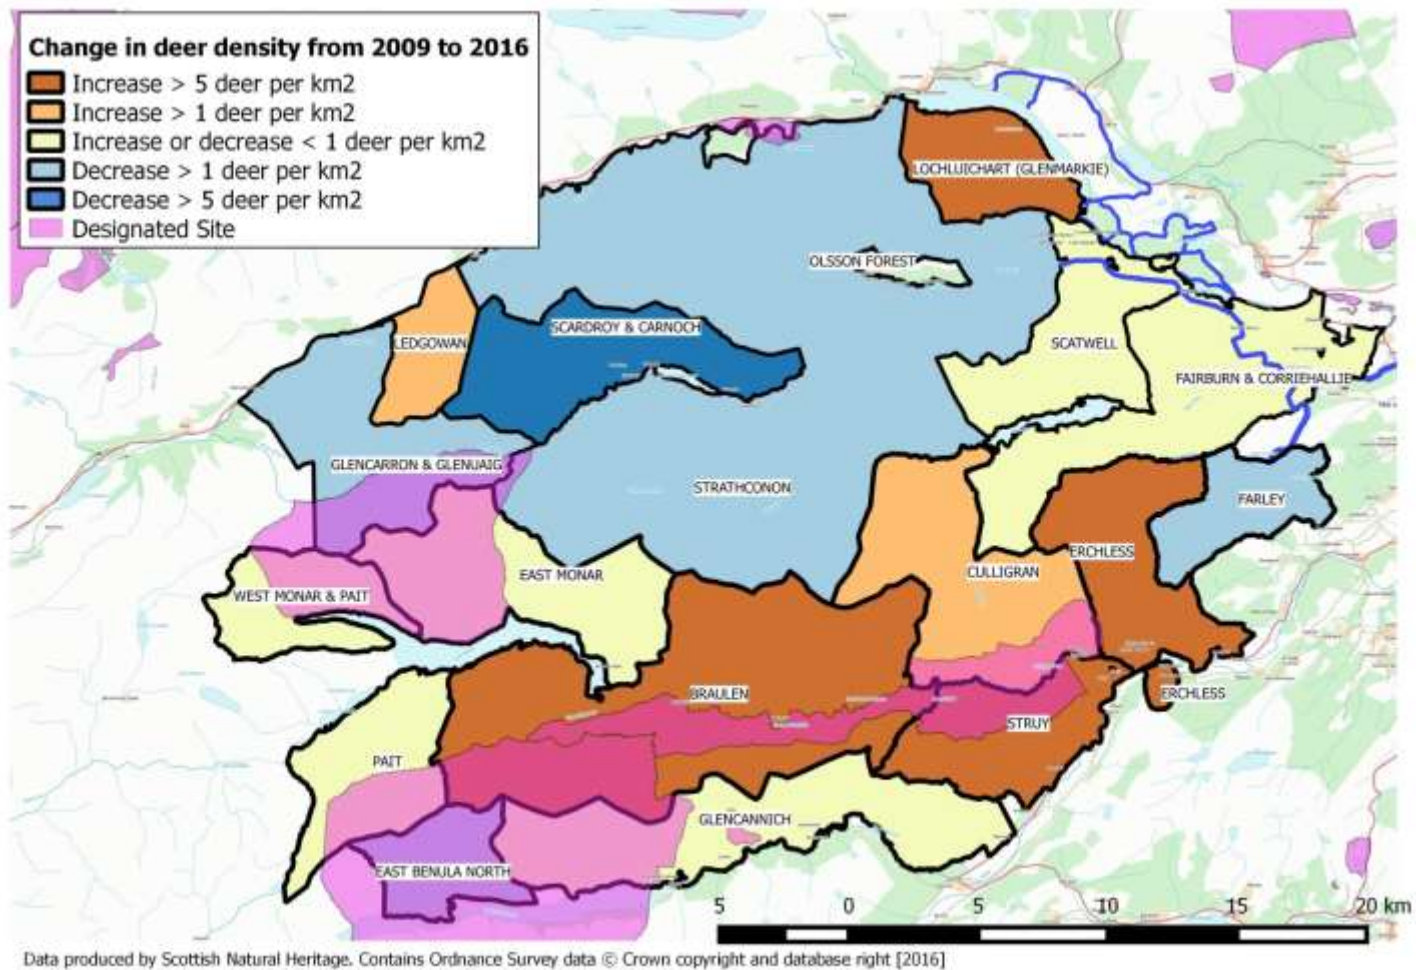 Change in deer density from 2009 to 2016
Increase > 5 deer per km2
Increase > 1 deer per km2
Increase or decrease < 1 deer per km2
Decrease > 1 deer per km2
Decrease > 5 deer per km2
Designated Site
LOCHLUICHART (GLENMARKIE)
OLSSON FOREST
SCARDROY & CARNOCH
LEDGOWAN
SCATWELL
FAIRBURN & CORRIEHALLIE
GLENCARRON & GLENUAIG
STRATHCONON
FARLEY
ERCHLESS
EAST MONAR
CULLIGRAN
WEST MONAR & PAIT
BRAULEN
ERCHLESS
STRUY
PAIT
GLENCANNICH
EAST BENULA NORTH
5 0 5 10 15 20 km
Data produced by Scottish Natural Heritage. Contains Ordnance Survey data © Crown copyright and database right [2016]